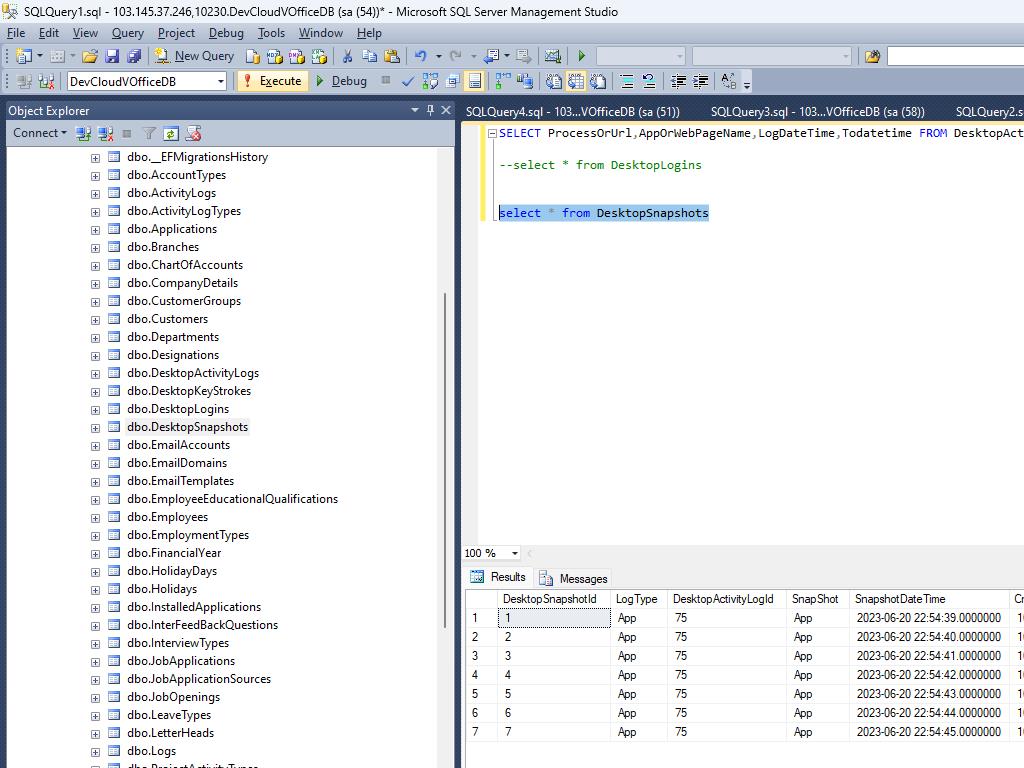 SQLQuery1.sql - 103.145.37.246,10230.DevCloudVOfficeDB (sa (54))* - Microsoft SQL Server Management Studio
File Edit View Query Project Debug Tools Window Help
New Query
DevCloudVOfficeDB Execute Debug
Object Explorer
SQLQuery4.sql - 103...VOfficeDB (sa (51)) SQLQuery3.sql - 103...VOfficeDB (sa (58)) SQLQuery2.s
Connect
dbo.__EFMigrationsHistory
dbo.AccountTypes
dbo.ActivityLogs
dbo.ActivityLogTypes
dbo.Applications
dbo.Branches
dbo.ChartOfAccounts
dbo.CompanyDetails
dbo.CustomerGroups
dbo.Customers
dbo.Departments
dbo.Designations
dbo.DesktopActivityLogs
dbo.DesktopKeyStrokes
dbo.DesktopLogins
dbo.DesktopSnapshots
dbo.EmailAccounts
dbo.EmailDomains
dbo.EmailTemplates
dbo.EmployeeEducationalQualifications
dbo.Employees
dbo.EmploymentTypes
dbo.FinancialYear
dbo.HolidayDays
dbo.Holidays
dbo.InstalledApplications
dbo.InterFeedBackQuestions
dbo.InterviewTypes
dbo.JobApplications
dbo.JobApplicationSources
dbo.JobOpenings
dbo.LeaveTypes
dbo.LetterHeads
dbo.Logs
SELECT ProcessOrUrl,AppOrWebPageName,LogDateTime,Todatetime FROM DesktopAct
--select * from DesktopLogins
select * from DesktopSnapshots
100 %
Results Messages
DesktopSnapshotId LogType DesktopActivityLogId SnapShot SnapshotDateTime Cr
1 1 App 75 App 2023-06-20 22:54:39.0000000
2 2 App 75 App 2023-06-20 22:54:40.0000000
3 3 App 75 App 2023-06-20 22:54:41.0000000
4 4 App 75 App 2023-06-20 22:54:42.0000000
5 5 App 75 App 2023-06-20 22:54:43.0000000
6 6 App 75 App 2023-06-20 22:54:44.0000000
7 7 App 75 App 2023-06-20 22:54:45.0000000